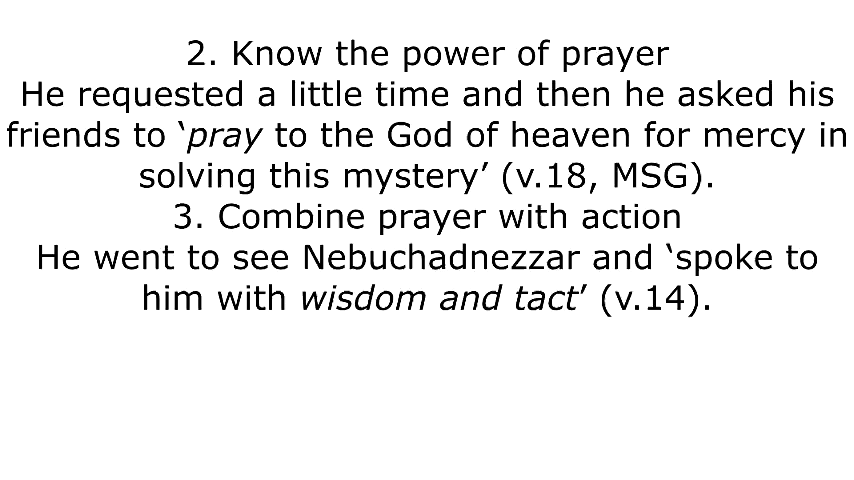 2. Know the power of prayer
He requested a little time and then he asked his
friends to ‘pray to the God of heaven for mercy in
solving this mystery’ (v.18, MSG).
3. Combine prayer with action
He went to see Nebuchadnezzar and ‘spoke to
him with wisdom and tact’ (v.14).